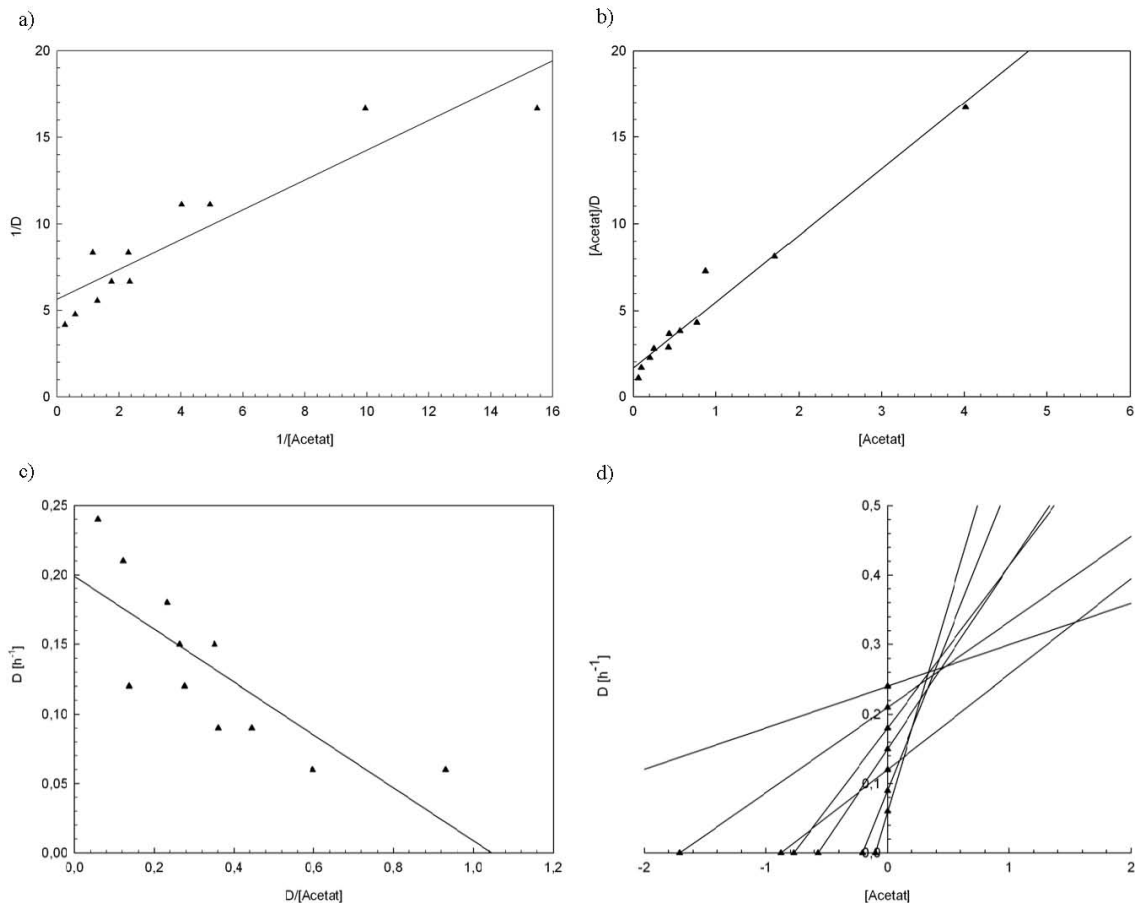 a)
20
15
10
5
0
1/D
0 2 4 6 8 10 12 14 16
1/[Acetat]
b)
20
15
10
5
0
[Acetat]/D
0 1 2 3 4 5 6
[Acetat]
c)
0,25
0,20
0,15
0,10
0,05
0,00
D [h-1]
0,0 0,2 0,4 0,6 0,8 1,0 1,2
D/[Acetat]
d)
0,5
0,4
0,3
0,2
0,1
0,0
D [h-1]
-2 -1 0 1 2
[Acetat]